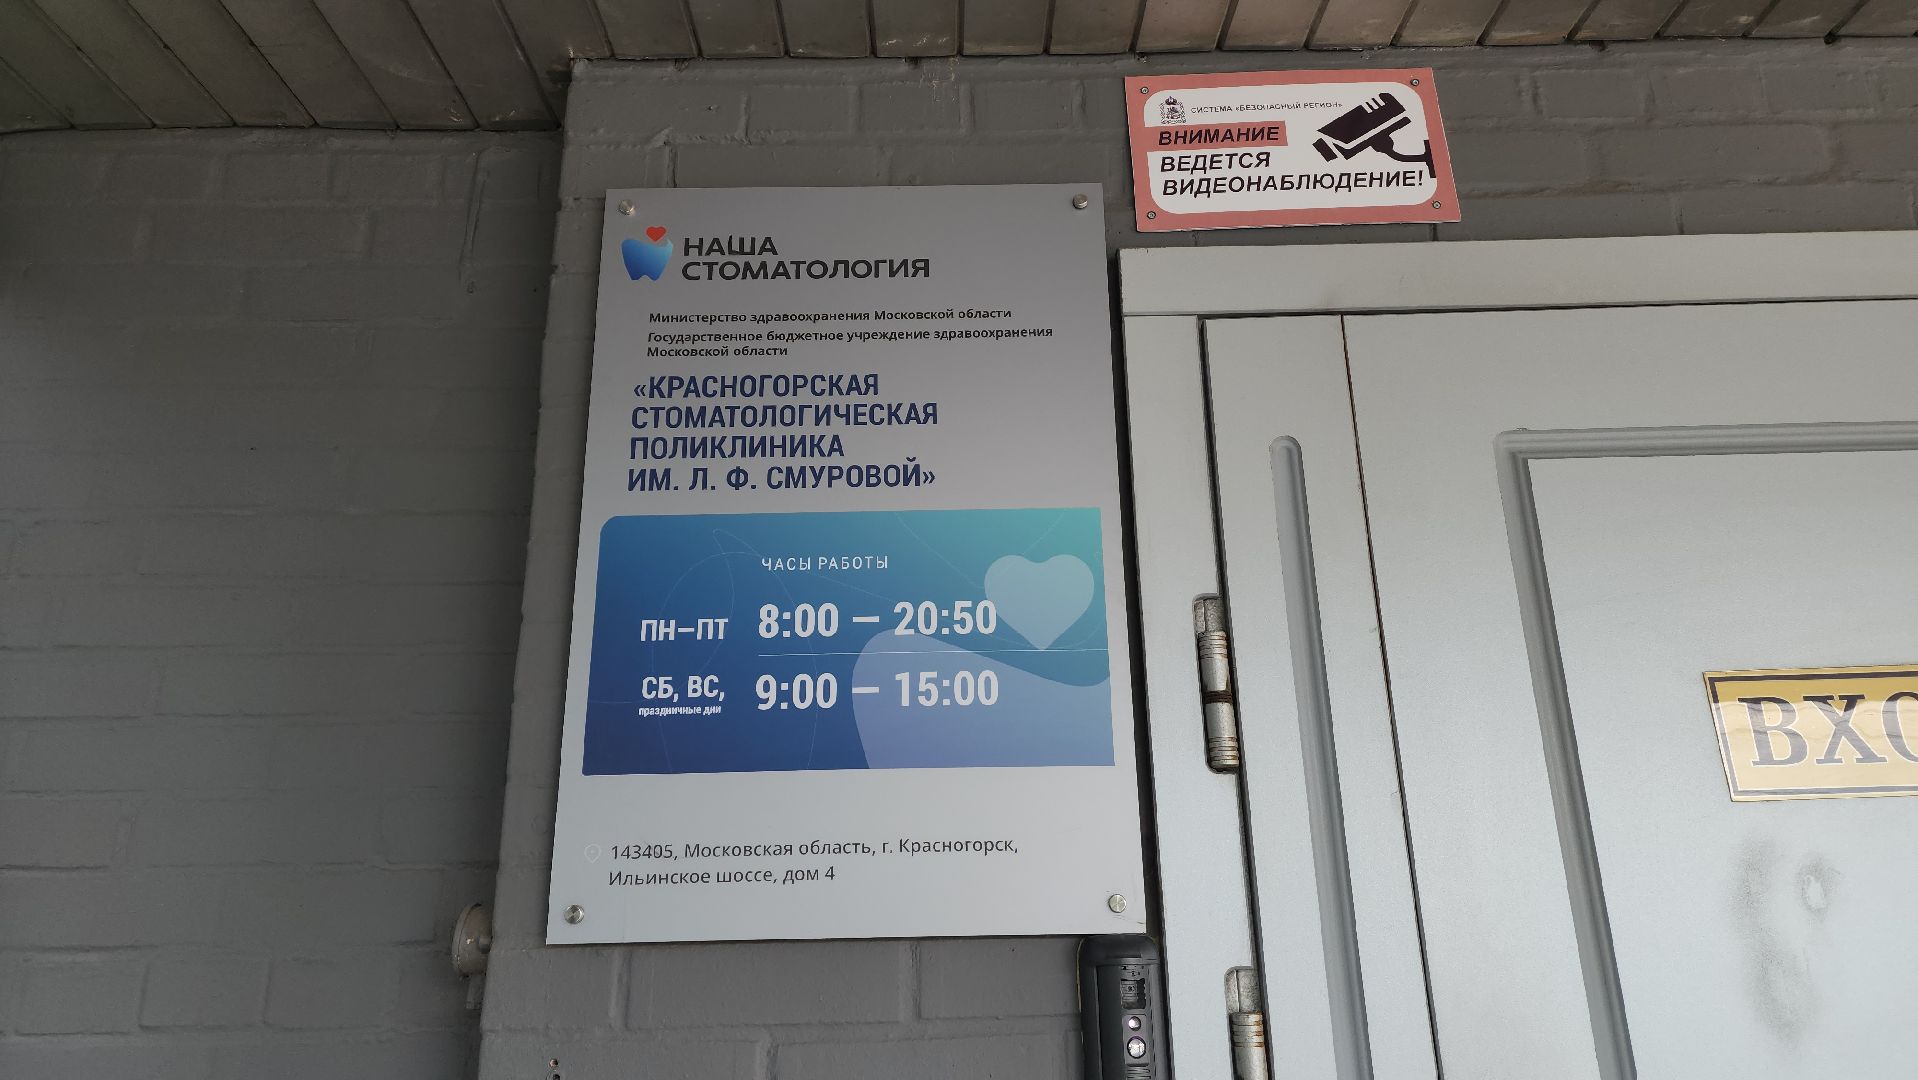 СИСТЕМА «БЕЗОПАСНЫЙ РЕГИОН»
ВНИМАНИЕ
ВЕДЕТСЯ
ВИДЕОНАБЛЮДЕНИЕ!
НАША
СТОМАТОЛОГИЯ
Министерство здравоохранения Московской области
Государственное бюджетное учреждение здравоохранения
Московской области
«КРАСНОГОРСКАЯ
СТОМАТОЛОГИЧЕСКАЯ
ПОЛИКЛИНИКА
ИМ. Л. Ф. СМУРОВОЙ»
ЧАСЫ РАБОТЫ
ПН–ПТ 8:00 — 20:50
СБ, ВС, 9:00 — 15:00
праздничные дни
143405, Московская область, г. Красногорск,
Ильинское шоссе, дом 4
ВХО